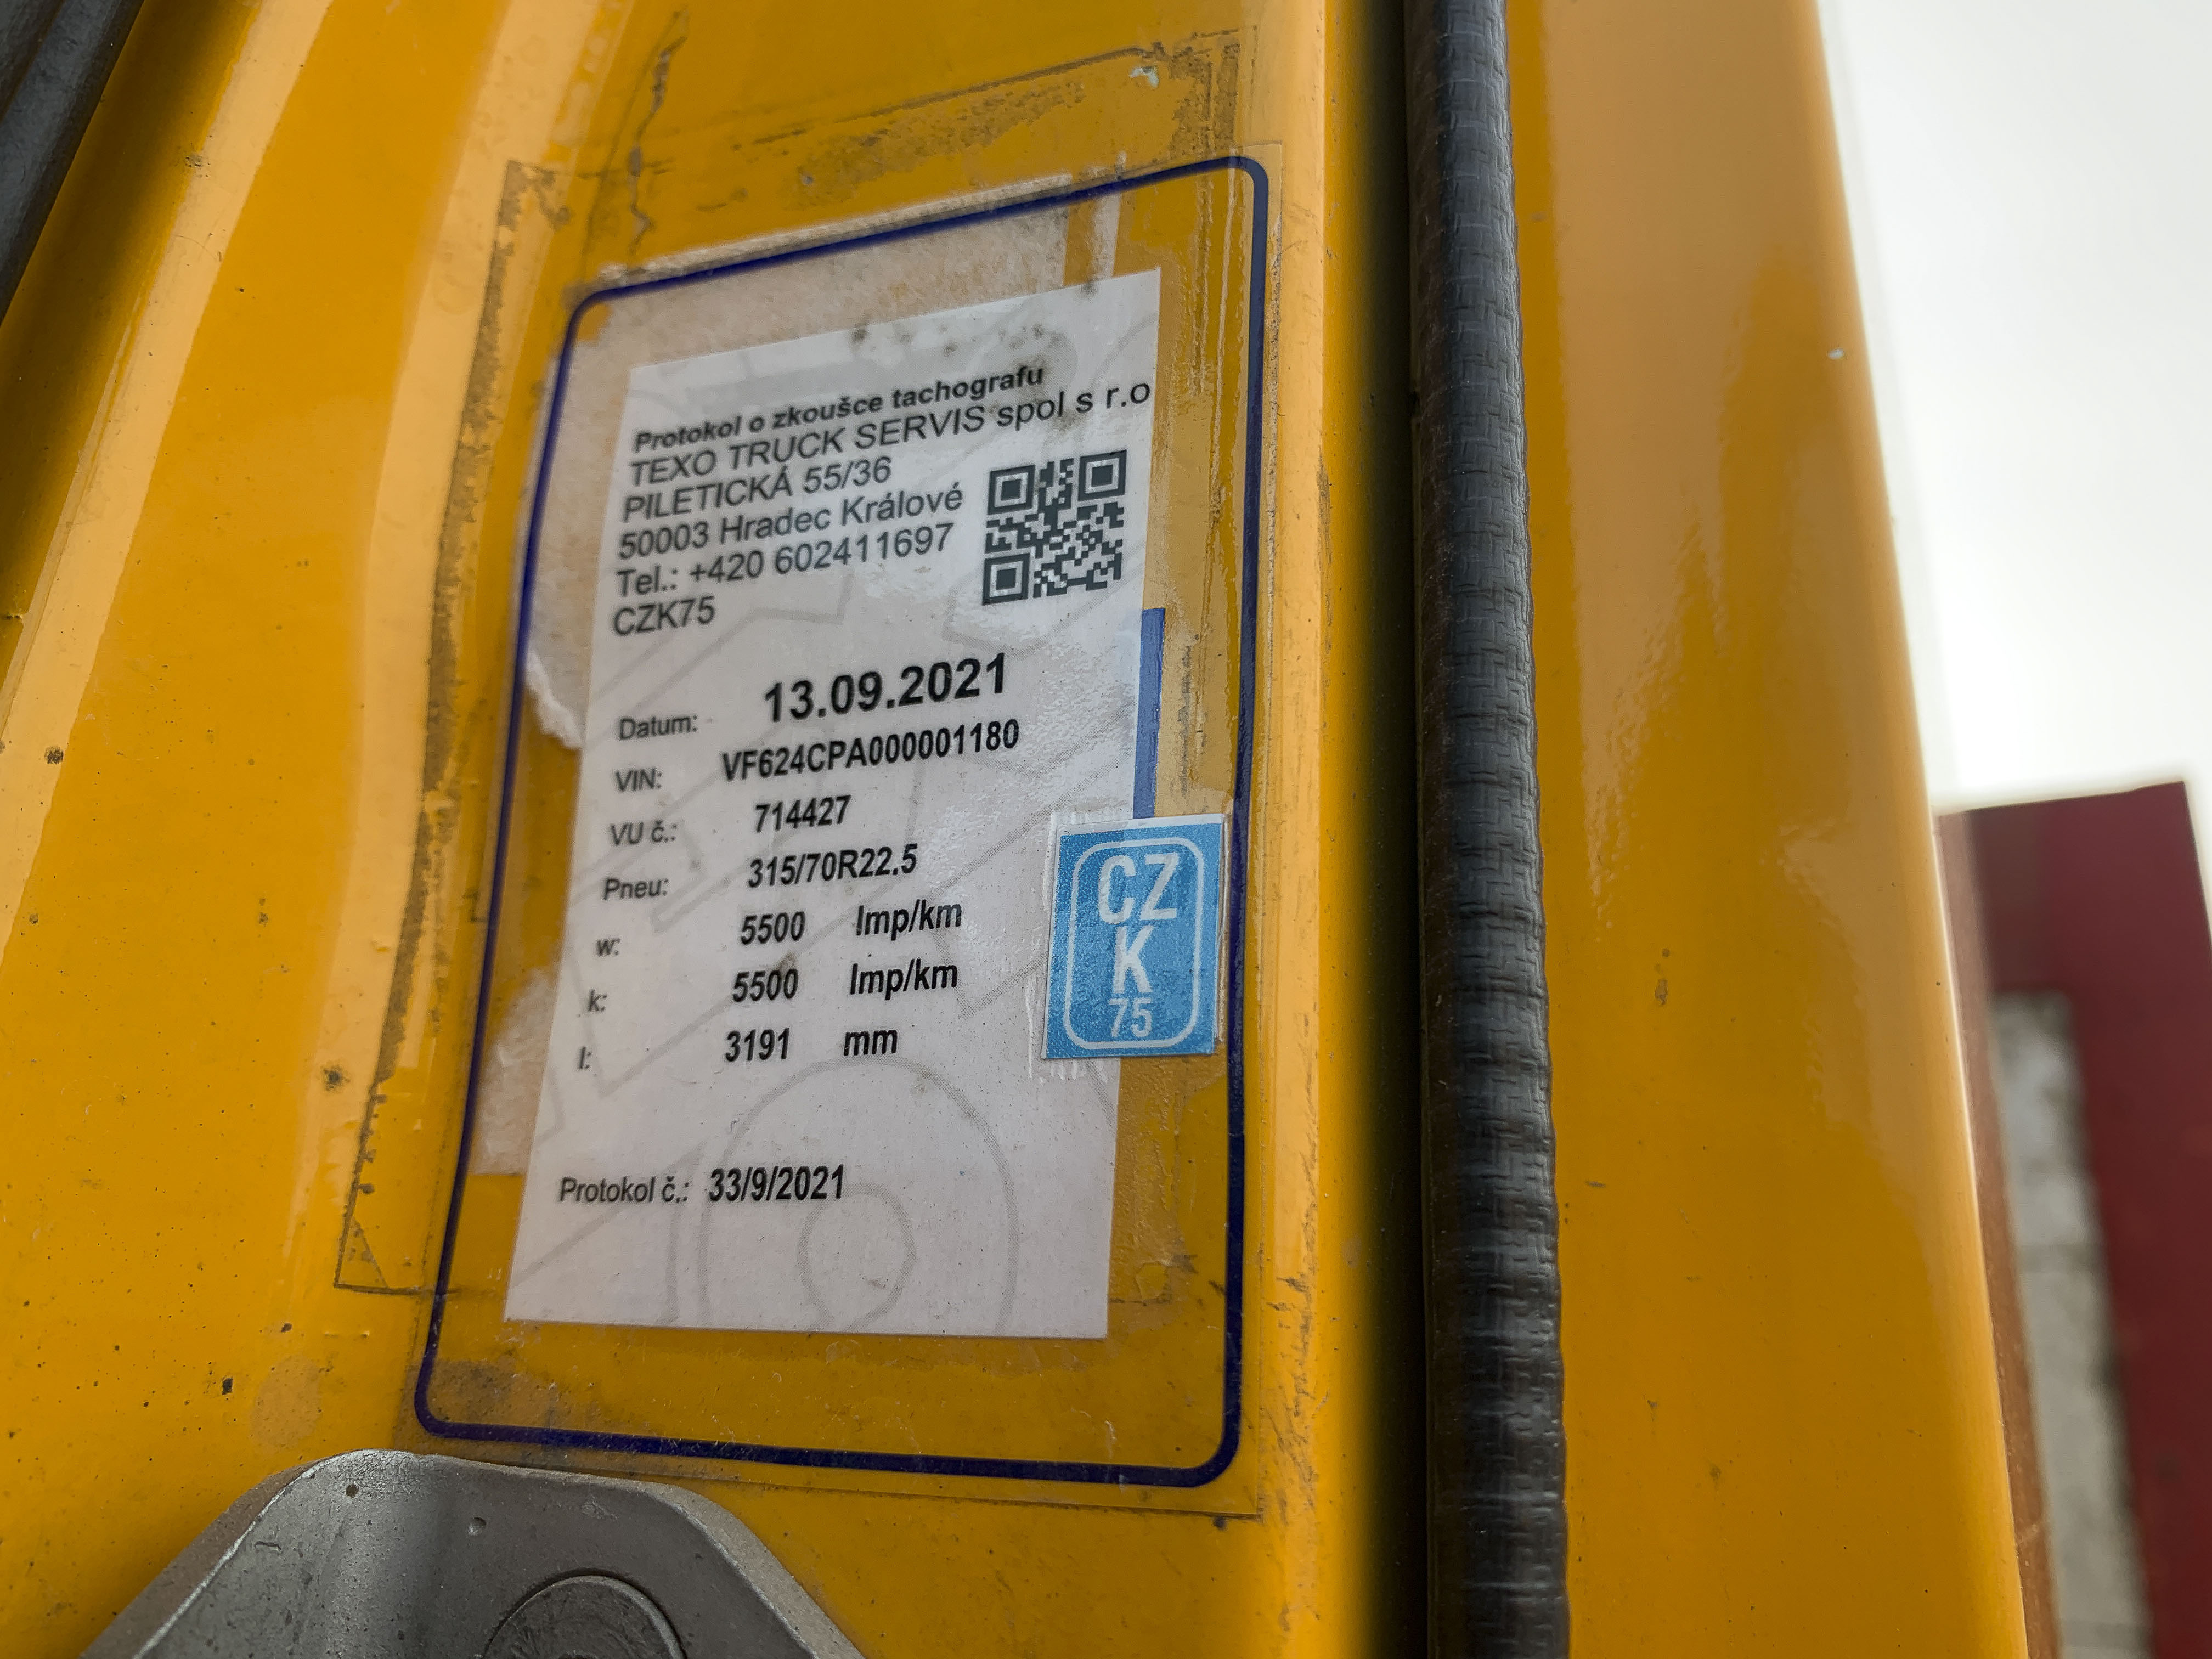 Protokol o zkoušce tachografu
TEXO TRUCK SERVIS spol s r.o
PILETICKÁ 55/36
50003 Hradec Králové
Tel.: +420 602411697
CZK75
Datum: 13.09.2021
VIN: VF624CPA000001180
VU č.: 714427
Pneu: 315/70R22.5
w: 5500 Imp/km
k: 5500 Imp/km
l: 3191 mm
CZ
K
75
Protokol č.: 33/9/2021